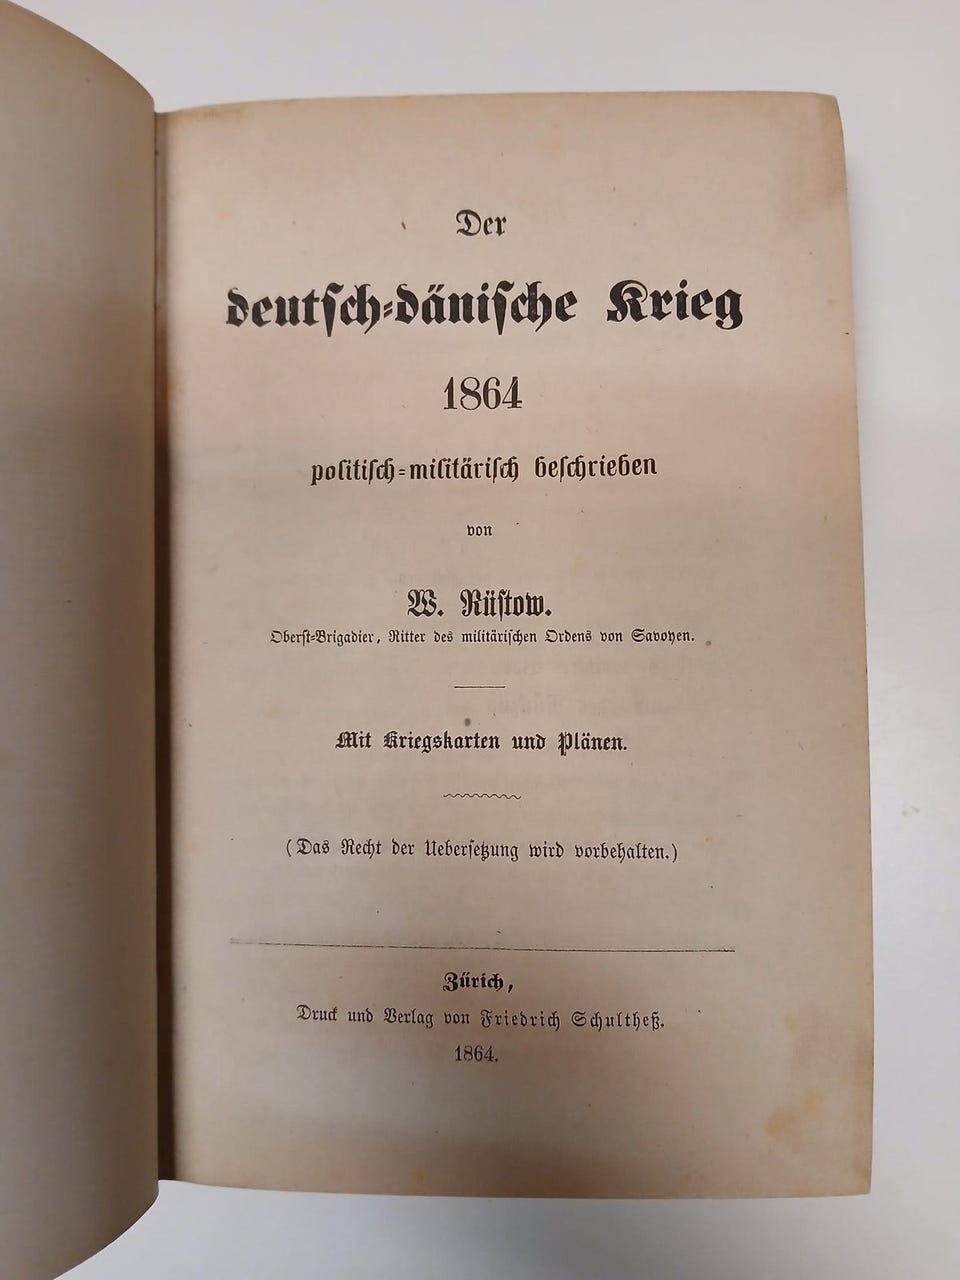 Der
deutſch-däniſche Krieg
1864
politiſch-militäriſch beſchrieben
von
W. Rüſtow.
Oberſt-Brigadier, Ritter des militäriſchen Ordens von Savoyen.
Mit Kriegskarten und Plänen.
(Das Recht der Ueberſetzung wird vorbehalten.)
Zürich,
Druck und Verlag von Friedrich Schultheß.
1864.